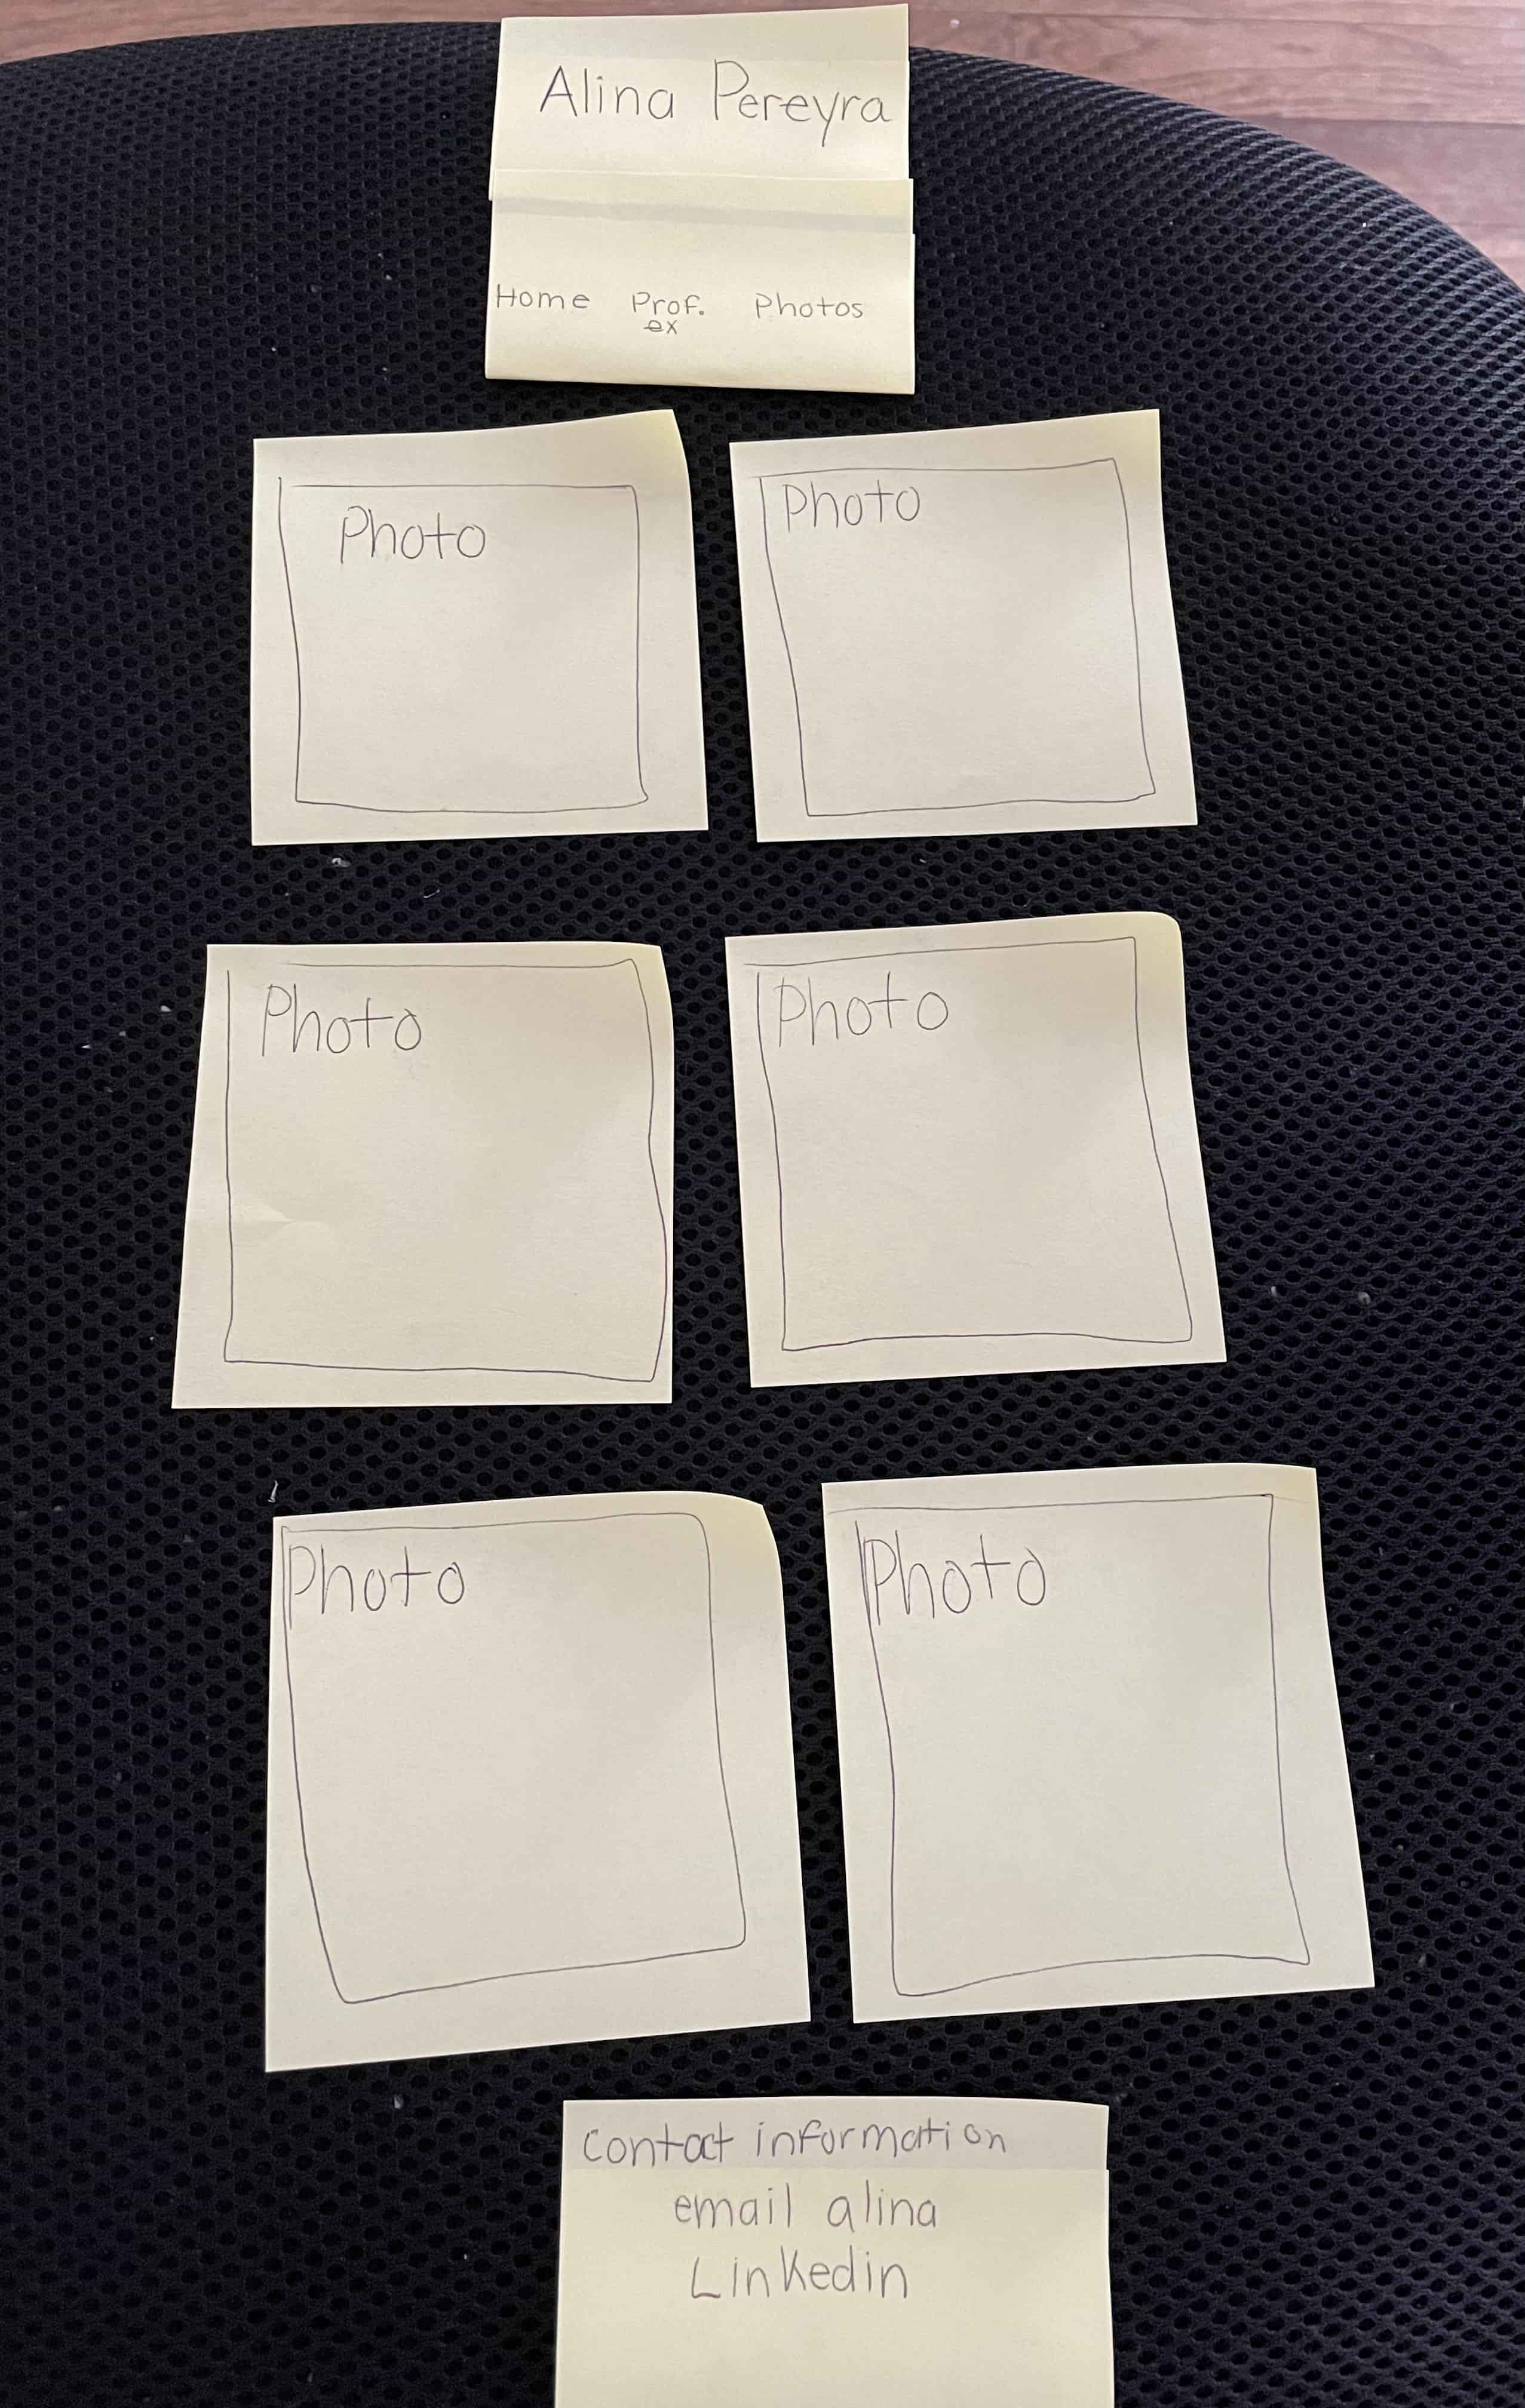 Alina Pereyra
Home Prof. Photos
ex
Photo Photo
Photo Photo
Photo Photo
contact information
email alina
Linkedin